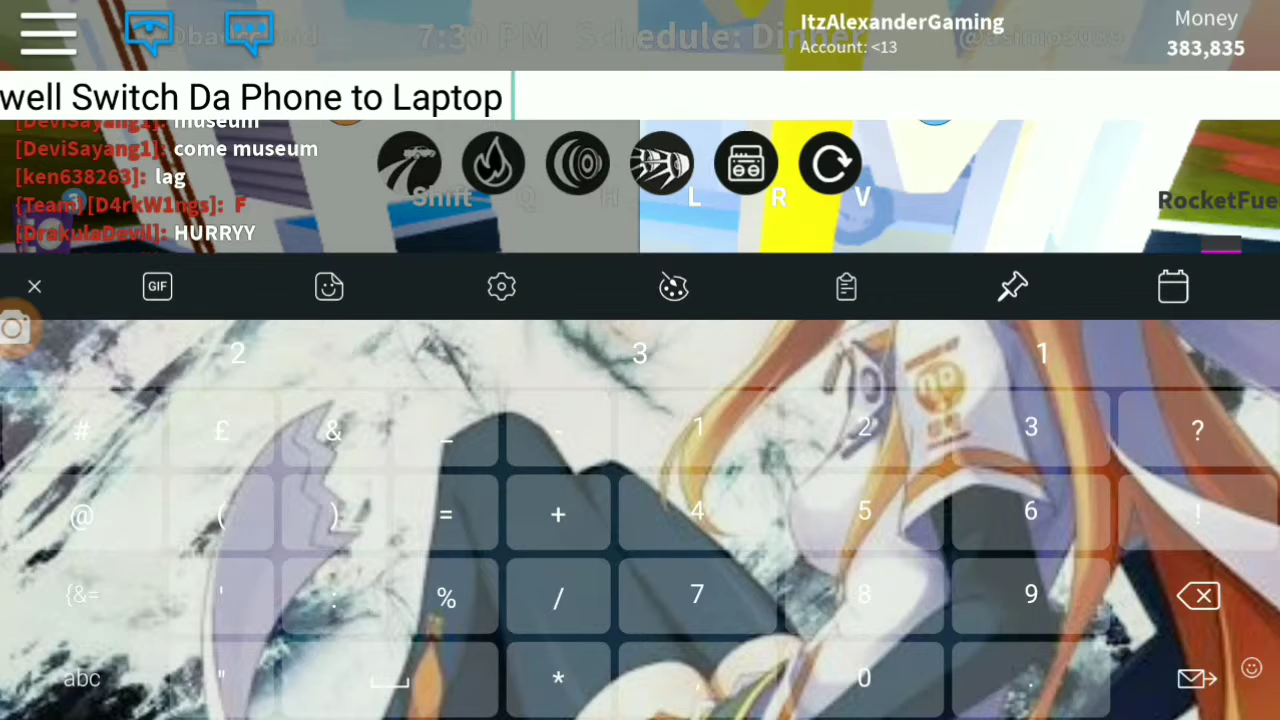 ItzAlexanderGaming
Account: <13
Money
383,835
7:30 PM Schedule: Dinner
well Switch Da Phone to Laptop
[DeviSayang1]: museum
[DeviSayang1]: come museum
[ken638263]: lag
{Team}[D4rkW1ngs]: F
[DrakulaDevil]: HURRYY
Shift Q H L R V
RocketFue
GIF
2 3 1
# £ & _ - 1 2 3 ?
@ ( ) = + 4 5 6 !
{&= ' : % / 7 8 9
abc " * , 0 .